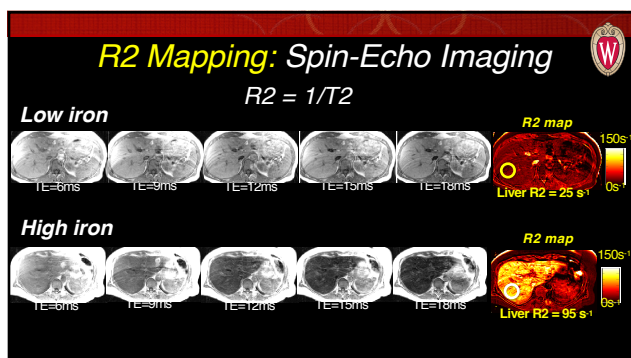 W
R2 Mapping: Spin-Echo Imaging
R2 = 1/T2
Low iron
R2 map
150s-1
TE=6ms TE=9ms TE=12ms TE=15ms TE=18ms
0s-1
Liver R2 = 25 s-1
High iron
R2 map
150s-1
TE=6ms TE=9ms TE=12ms TE=15ms TE=18ms
0s-1
Liver R2 = 95 s-1